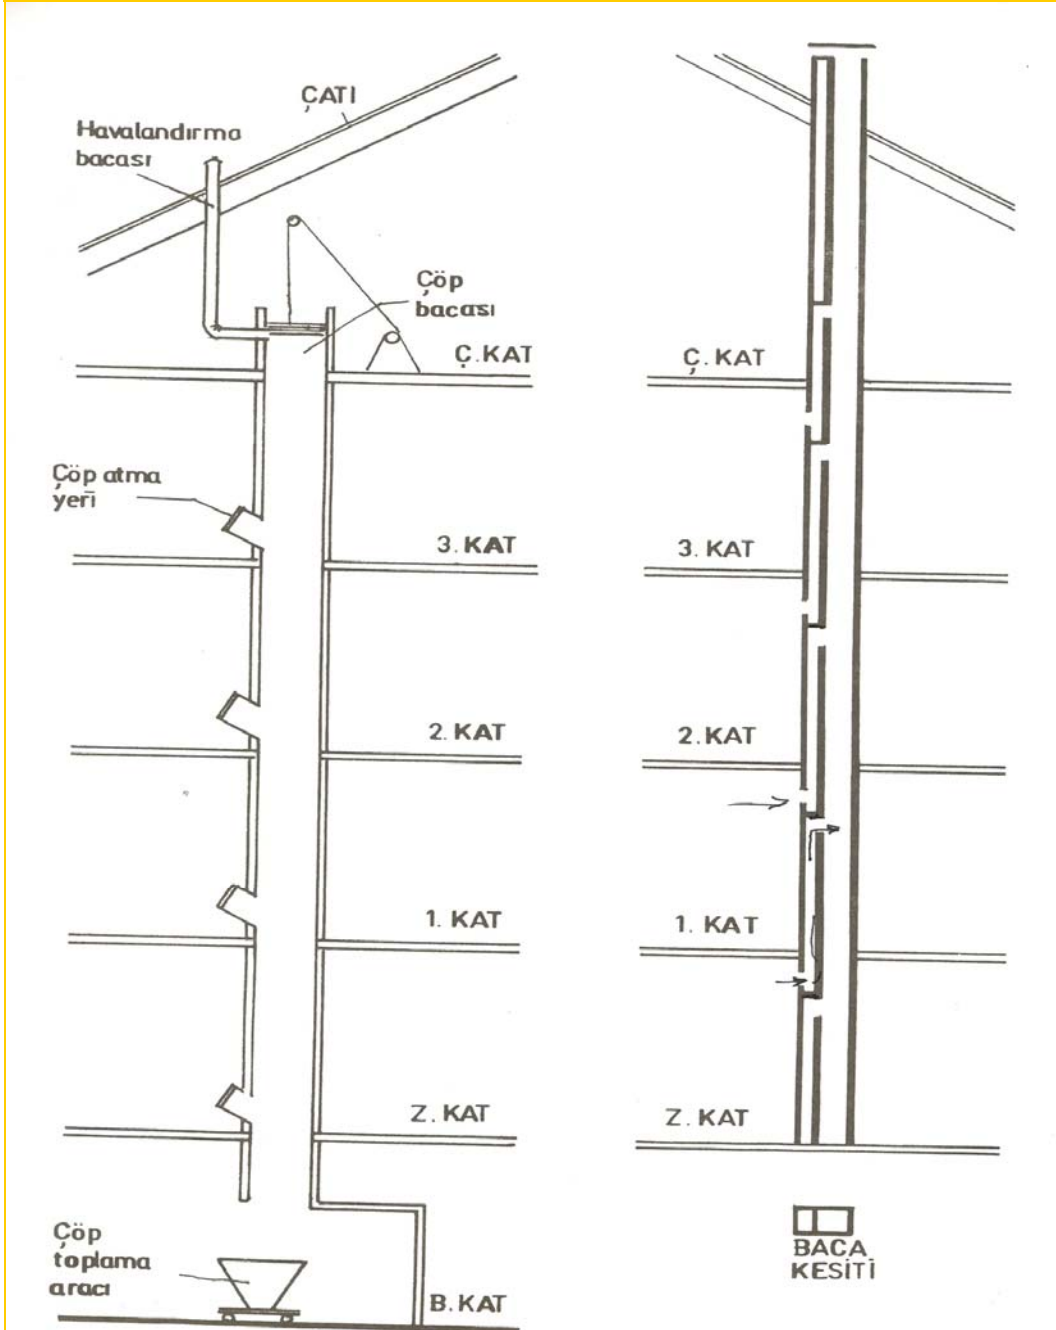 ÇATI
Havalandırma
bacası
Çöp
bacası
Ç.KAT
Çöp atma
yeri
3. KAT
2. KAT
1. KAT
Z. KAT
Çöp
toplama
aracı
B. KAT
Ç. KAT
3. KAT
2. KAT
1. KAT
Z. KAT
BACA
KESİTİ